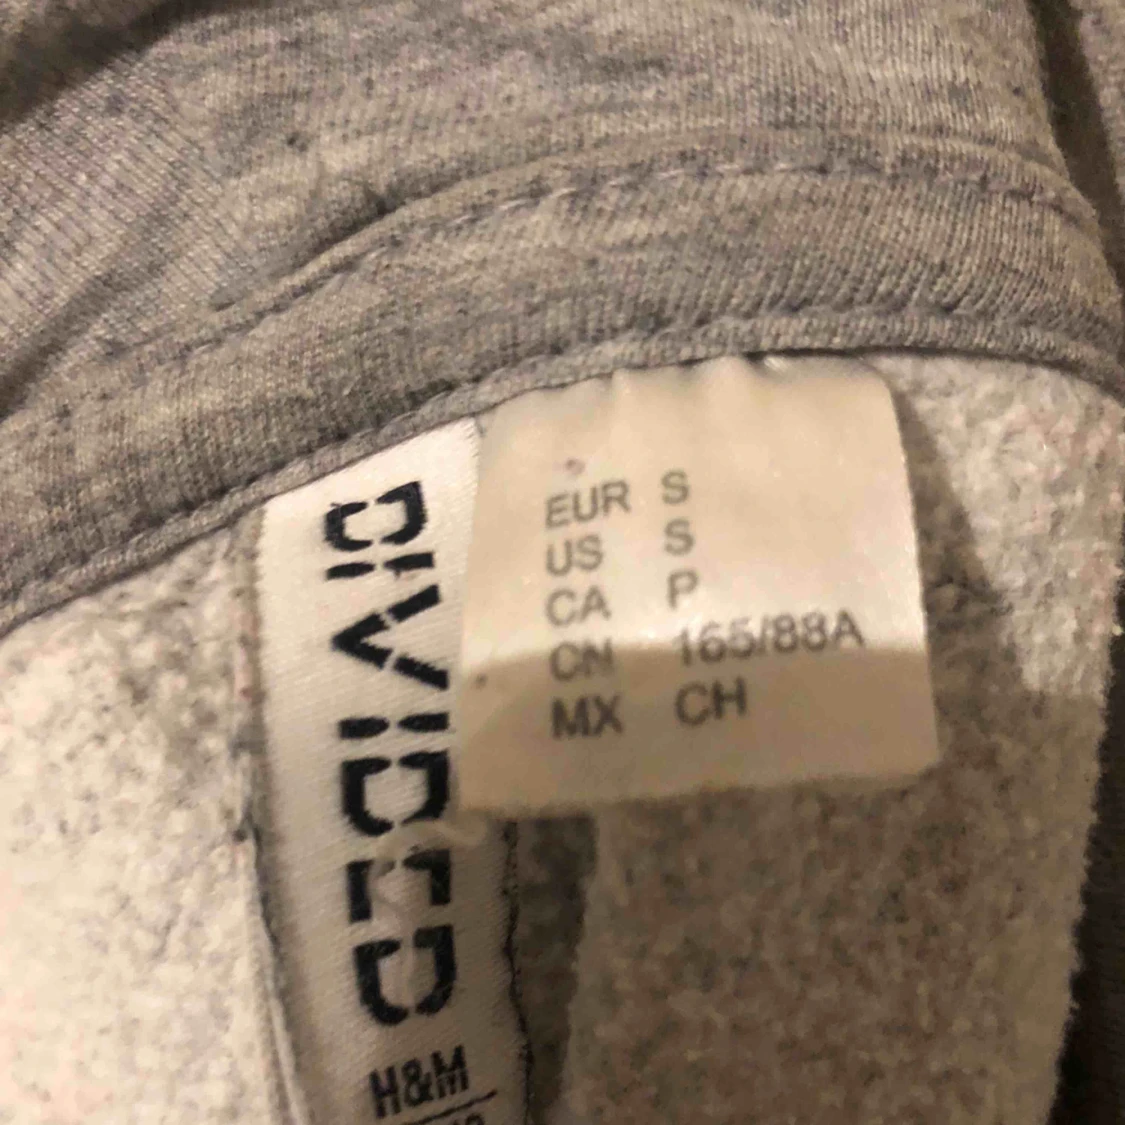 DIVIDED
H&M
EUR S
US S
CA P
CN 165/88A
MX CH